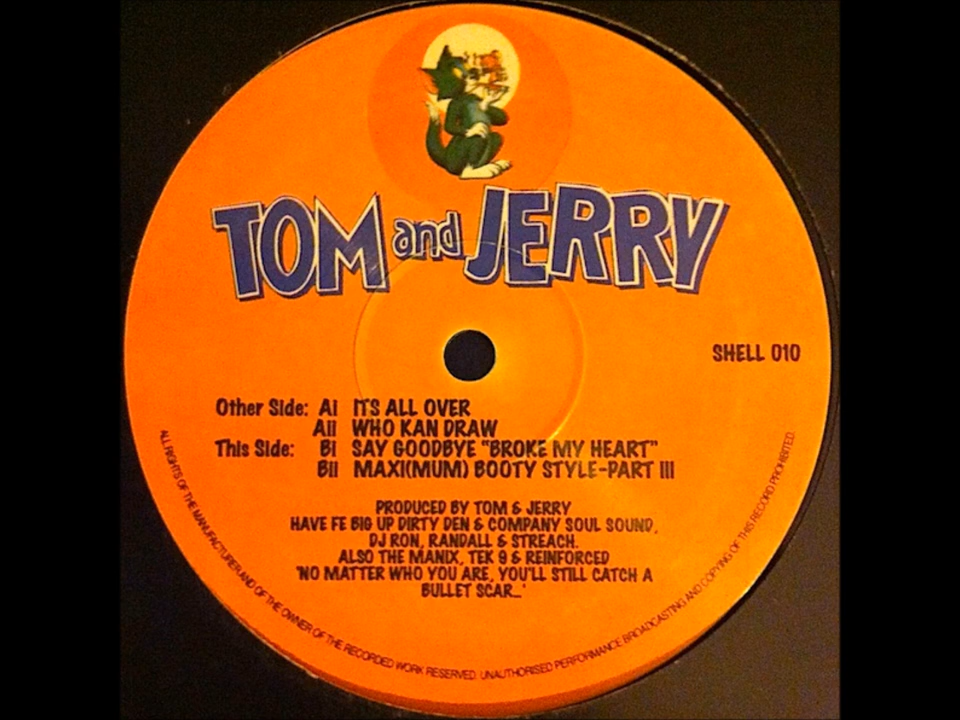 TOM and JERRY
SHELL 010
Other Side: Ai ITS ALL OVER
Aii WHO KAN DRAW
This Side: Bi SAY GOODBYE "BROKE MY HEART"
Bii MAXI(MUM) BOOTY STYLE-PART III
PRODUCED BY TOM & JERRY
HAVE FE BIG UP DIRTY DEN & COMPANY SOUL SOUND,
DJ RON, RANDALL & STREACH.
ALSO THE MANIX, TEK 9 & REINFORCED
'NO MATTER WHO YOU ARE, YOU'LL STILL CATCH A
BULLET SCAR...'
ALL RIGHTS OF THE MANUFACTURER AND OF THE OWNER OF THE RECORDED WORK RESERVED. UNAUTHORISED PERFORMANCE BROADCASTING AND COPYING OF THIS RECORD PROHIBITED.